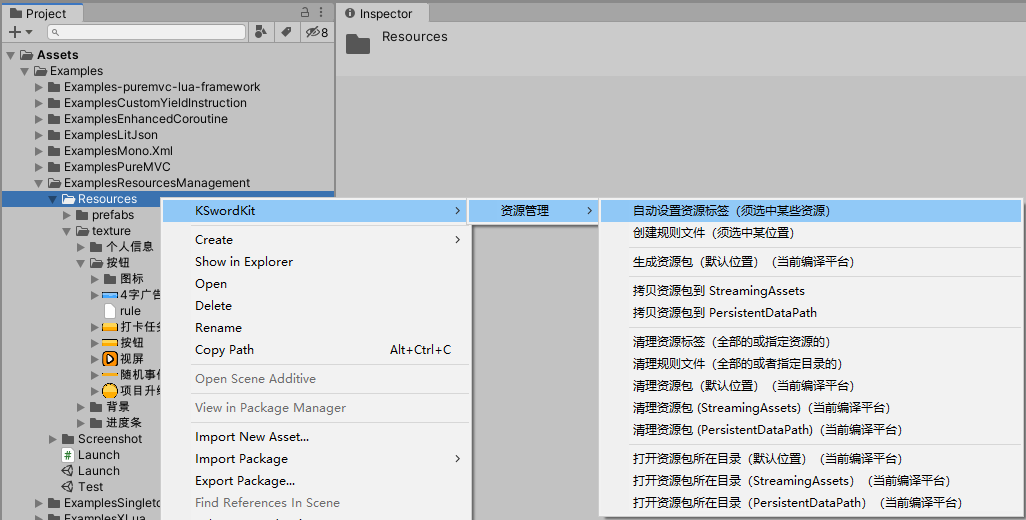 Project
8
Assets
Examples
Examples-puremvc-lua-framework
ExamplesCustomYieldInstruction
ExamplesEnhancedCoroutine
ExamplesLitJson
ExamplesMono.Xml
ExamplesPureMVC
ExamplesResourcesManagement
Resources
prefabs
texture
个人信息
按钮
图标
4字广告
rule
打卡任务
按钮
视屏
随机事件
项目升级
背景
进度条
Screenshot
Launch
Launch
Test
ExamplesSingleto
ExamplesXLua
Inspector
Resources
KSwordKit
Create
Show in Explorer
Open
Delete
Rename
Copy Path Alt+Ctrl+C
Open Scene Additive
View in Package Manager
Import New Asset...
Import Package
Export Package...
Find References In Scene
资源管理
自动设置资源标签（须选中某些资源）
创建规则文件（须选中某位置）
生成资源包（默认位置）（当前编译平台）
拷贝资源包到 StreamingAssets
拷贝资源包到 PersistentDataPath
清理资源标签（全部的或指定资源的）
清理规则文件（全部的或者指定目录的）
清理资源包（默认位置）（当前编译平台）
清理资源包 (StreamingAssets)（当前编译平台）
清理资源包 (PersistentDataPath)（当前编译平台）
打开资源包所在目录（默认位置）（当前编译平台）
打开资源包所在目录（StreamingAssets）（当前编译平台）
打开资源包所在目录（PersistentDataPath）（当前编译平台）